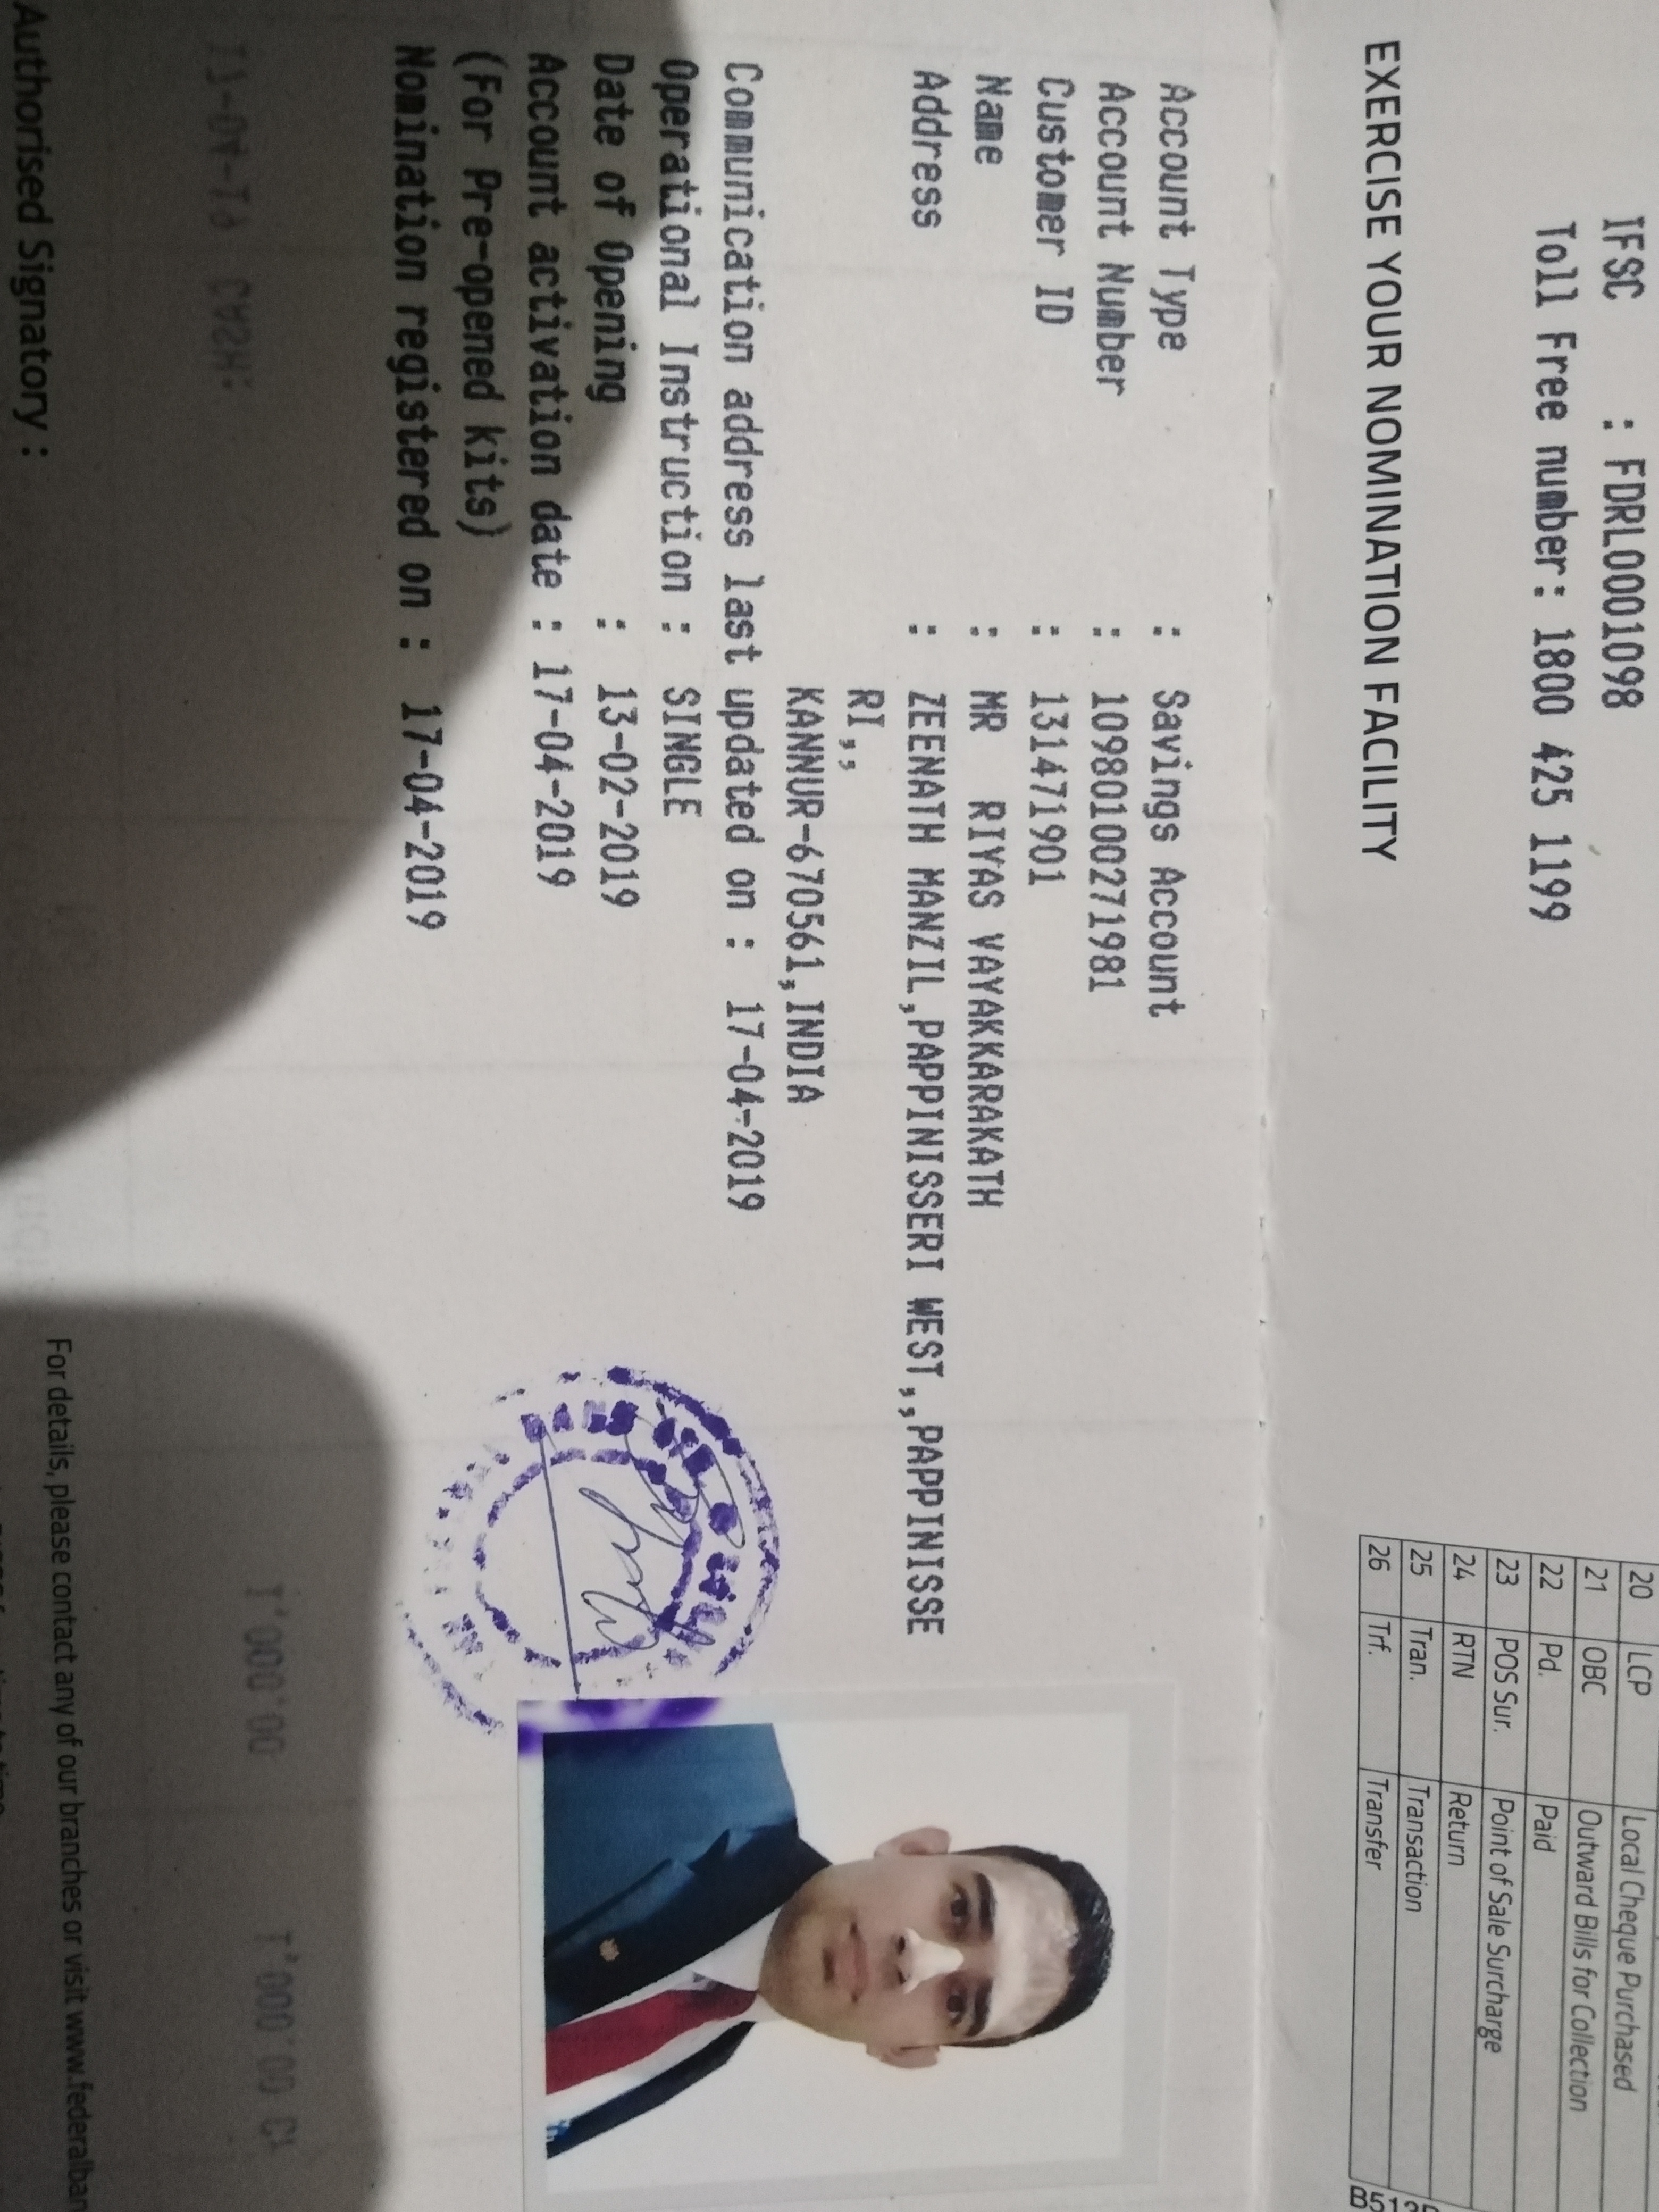 IFSC : FDRL0001098
Toll Free number: 1800 425 1199
EXERCISE YOUR NOMINATION FACILITY
20 LCP Local Cheque Purchased
21 OBC Outward Bills for Collection
22 Pd. Paid
23 POS Sur. Point of Sale Surcharge
24 RTN Return
25 Tran. Transaction
26 Trf. Transfer
Account Type : Savings Account
Account Number : 10980100271981
Customer ID : 131471901
Name : MR RIYAS VAYAKKARAKATH
Address : ZEENATH MANZIL,PAPPINISSERI WEST,,PAPPINISSE
RI,,
KANNUR-670561,INDIA
Communication address last updated on : 17-04-2019
Operational Instruction : SINGLE
Date of Opening : 13-02-2019
Account activation date : 17-04-2019
(For Pre-opened kits)
Nomination registered on : 17-04-2019
Authorised Signatory :
For details, please contact any of our branches or visit www.federalban